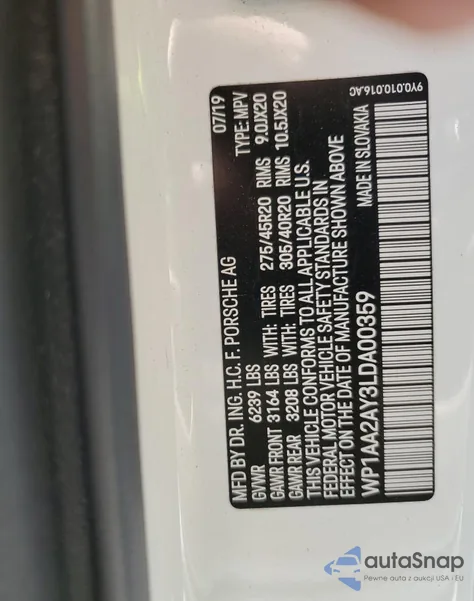 9Y0.010.016.AC
MFD BY DR. ING. H.C. F. PORSCHE AG 07/19
GVWR 6239 LBS TYPE: MPV
GAWR FRONT 3164 LBS WITH: TIRES 275/45R20 RIMS 9.0JX20
GAWR REAR 3208 LBS WITH: TIRES 305/40R20 RIMS 10.5JX20
THIS VEHICLE CONFORMS TO ALL APPLICABLE U.S.
FEDERAL MOTOR VEHICLE SAFETY STANDARDS IN
EFFECT ON THE DATE OF MANUFACTURE SHOWN ABOVE
MADE IN SLOVAKIA
WP1AA2AY3LDA00359
autoSnap
Pewne auta z aukcji USA i EU